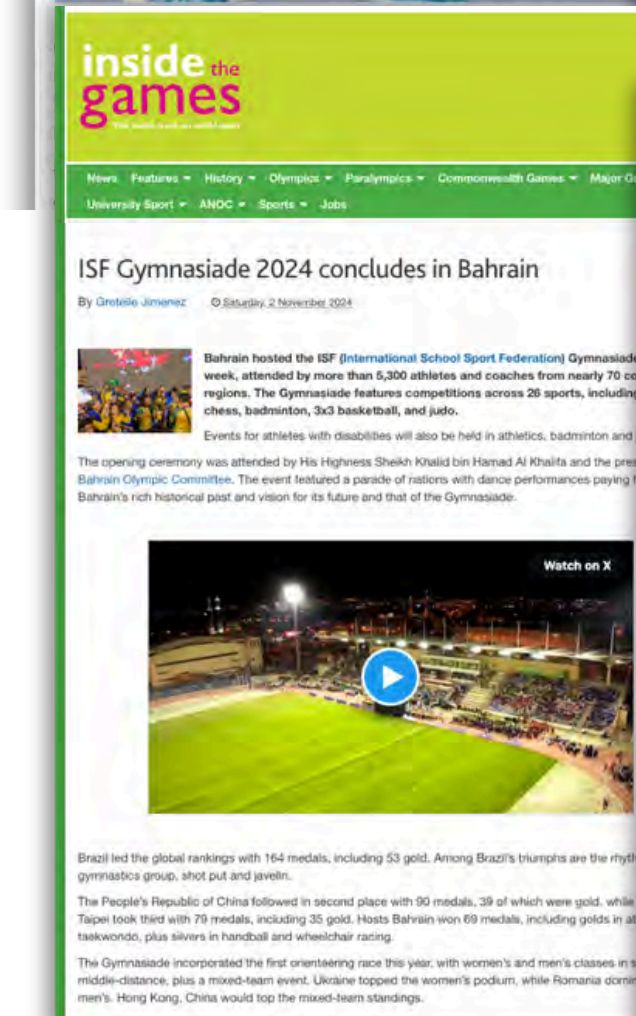 inside the
games
News Features History Olympics Paralympics Commonwealth Games Major
University Sport ANOC Sports Jobs
ISF Gymnasiade 2024 concludes in Bahrain
By Gretelle Jimenez Saturday, 2 November 2024
Bahrain hosted the ISF (International School Sport Federation) Gymnasiade
week, attended by more than 5,300 athletes and coaches from nearly 70
regions. The Gymnasiade features competitions across 26 sports, including
chess, badminton, 3x3 basketball, and judo.
Events for athletes with disabilities will also be held in athletics, badminton and
The opening ceremony was attended by His Highness Sheikh Khalid bin Hamad Al Khalifa and the
Bahrain Olympic Committee. The event featured a parade of nations with dance performances paying
Bahrain's rich historical past and vision for its future and that of the Gymnasiade.
Watch on X
Brazil led the global rankings with 164 medals, including 53 gold. Among Brazil's triumphs are the
gymnastics group, shot put and javelin.
The People's Republic of China followed in second place with 90 medals, 39 of which were gold, while
Taipei took third with 79 medals, including 35 gold. Hosts Bahrain won 69 medals, including golds in
taekwondo, plus silvers in handball and wheelchair racing.
The Gymnasiade incorporated the first orienteering race this year, with women's and men's classes in
middle-distance, plus a mixed-team event. Ukraine topped the women's podium, while Romania
men's. Hong Kong, China would top the mixed-team standings.